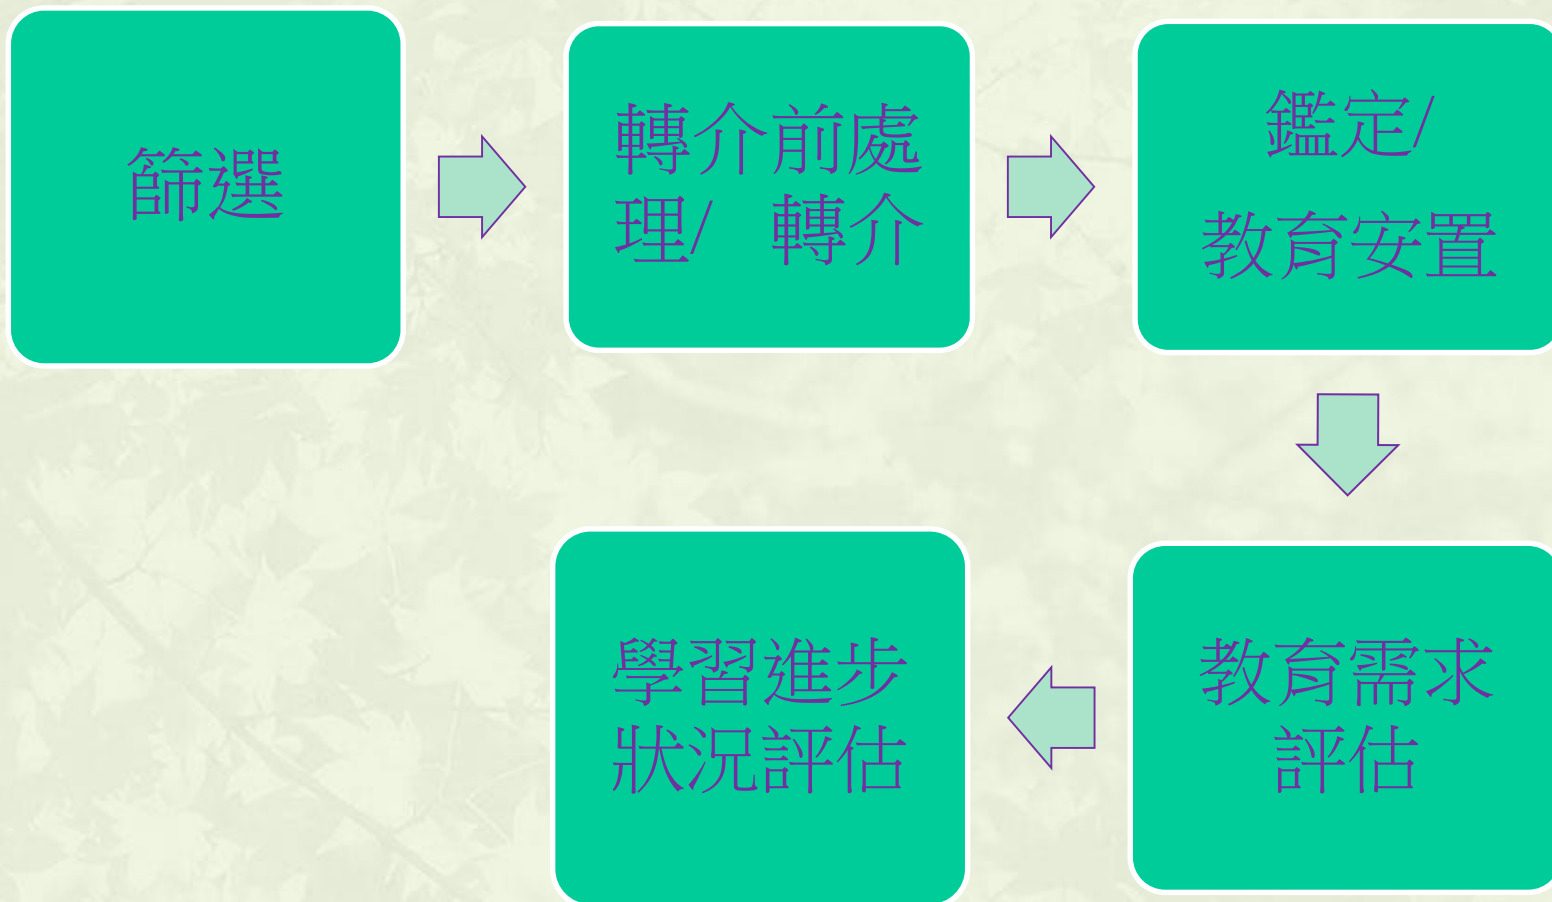 篩選
轉介前處
理/ 轉介
鑑定/
教育安置
教育需求
評估
學習進步
狀況評估